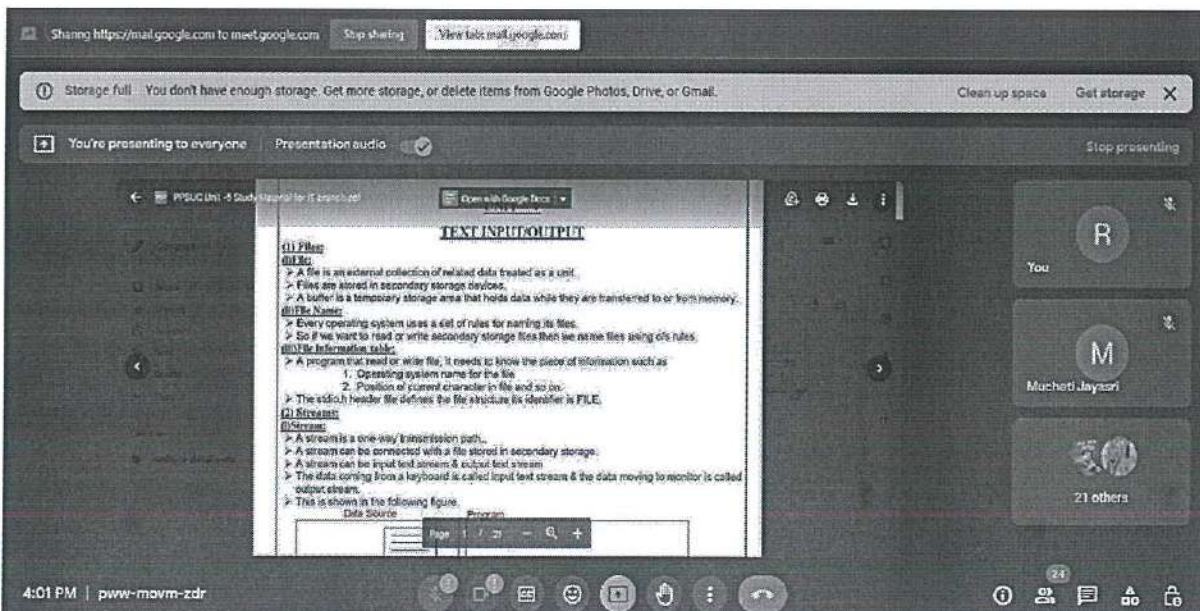 Sharing https://mail.google.com to meet.google.com Stop sharing View tab: mail.google.com
Storage full You don't have enough storage. Get more storage, or delete items from Google Photos, Drive, or Gmail. Clean up space Get storage
You're presenting to everyone Presentation audio Stop presenting
PPSUC Unit -5 Study Material for IT
Open with Google Docs
TEXT INPUT/OUTPUT
(1) Files:
(i)File:
➢ A file is an external collection of related data treated as a unit.
➢ Files are stored in secondary storage devices.
➢ A buffer is a temporary storage area that holds data while they are transferred to or from memory.
(ii)File Name:
➢ Every operating system uses a set of rules for naming its files.
➢ So if we want to read or write secondary storage files then we name files using o/s rules.
(iii)File Information table:
➢ A program that read or write file, it needs to know the piece of information such as
1. Operating system name for the file
2. Position of current character in file and so on.
➢ The stdio.h header file defines the file structure its identifier is FILE.
(2) Streams:
(i)Stream:
➢ A stream is a one-way transmission path..
➢ A stream can be connected with a file stored in secondary storage.
➢ A stream can be input text stream & output text stream
➢ The data coming from a keyboard is called input text stream & the data moving to monitor is called
output stream.
➢ This is shown in the following figure.
Data Source Program
Page 1 / 21
R
You
M
Mucheti Jayasri
21 others
4:01 PM | pww-movm-zdr
24